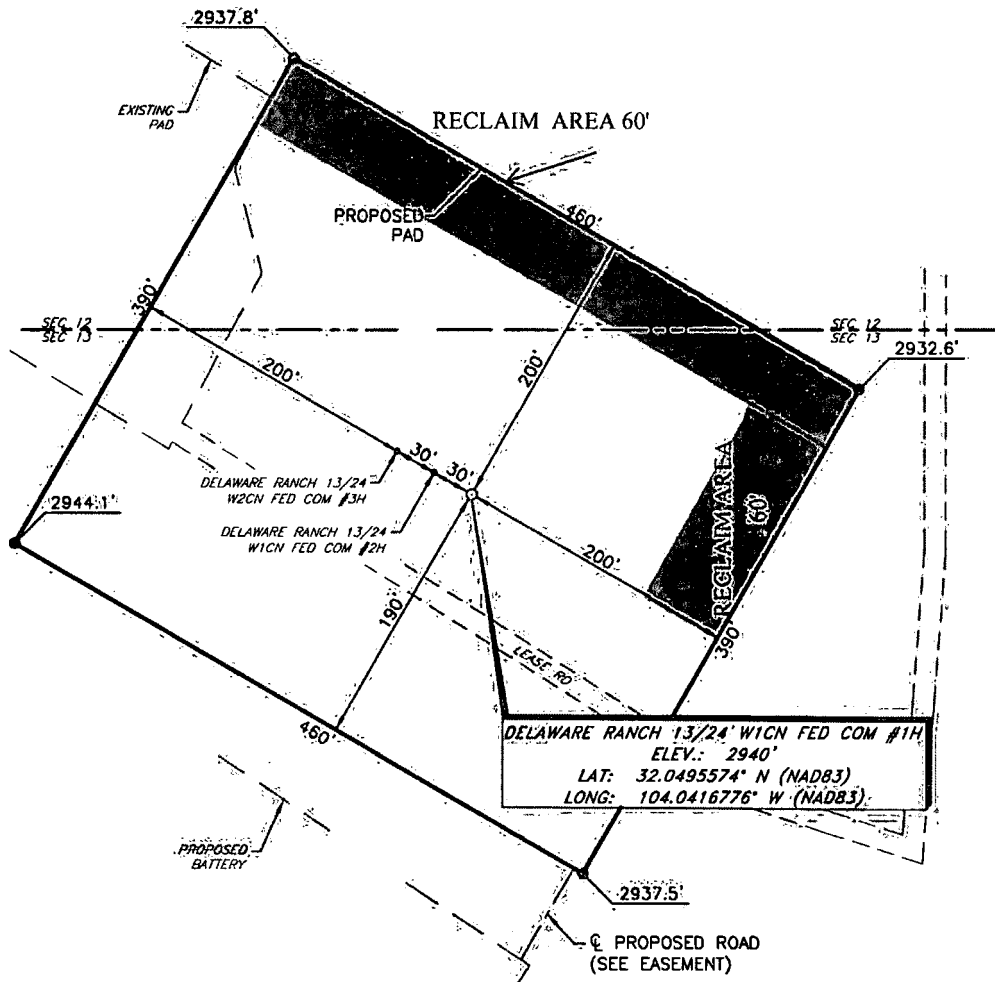 2937.8'
EXISTING
PAD
RECLAIM AREA 60'
PROPOSED
PAD
460'
390'
SEC 12
SEC 13
SEC 12
SEC 13
2932.6'
200'
200'
30' 30'
DELAWARE RANCH 13/24
W2CN FED COM #3H
DELAWARE RANCH 13/24
W1CN FED COM #2H
2944.1'
200'
RECLAIM AREA
60'
190'
390'
LEASE RD
460'
DELAWARE RANCH 13/24 W1CN FED COM #1H
ELEV.: 2940'
LAT: 32.0495574° N (NAD83)
LONG: 104.0416776° W (NAD83)
PROPOSED
BATTERY
2937.5'
℄ PROPOSED ROAD
(SEE EASEMENT)